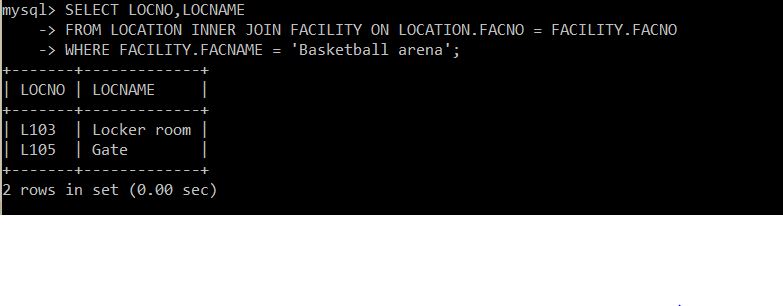 mysql> SELECT LOCNO,LOCNAME
    -> FROM LOCATION INNER JOIN FACILITY ON LOCATION.FACNO = FACILITY.FACNO
    -> WHERE FACILITY.FACNAME = 'Basketball arena';
+-------+-------------+
| LOCNO | LOCNAME     |
+-------+-------------+
| L103  | Locker room |
| L105  | Gate        |
+-------+-------------+
2 rows in set (0.00 sec)